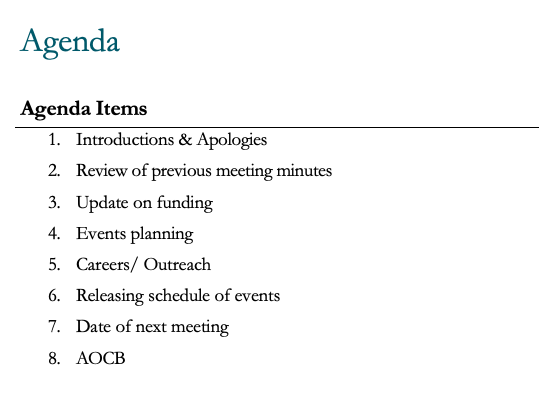 Agenda
Agenda Items
1. Introductions & Apologies
2. Review of previous meeting minutes
3. Update on funding
4. Events planning
5. Careers/ Outreach
6. Releasing schedule of events
7. Date of next meeting
8. AOCB